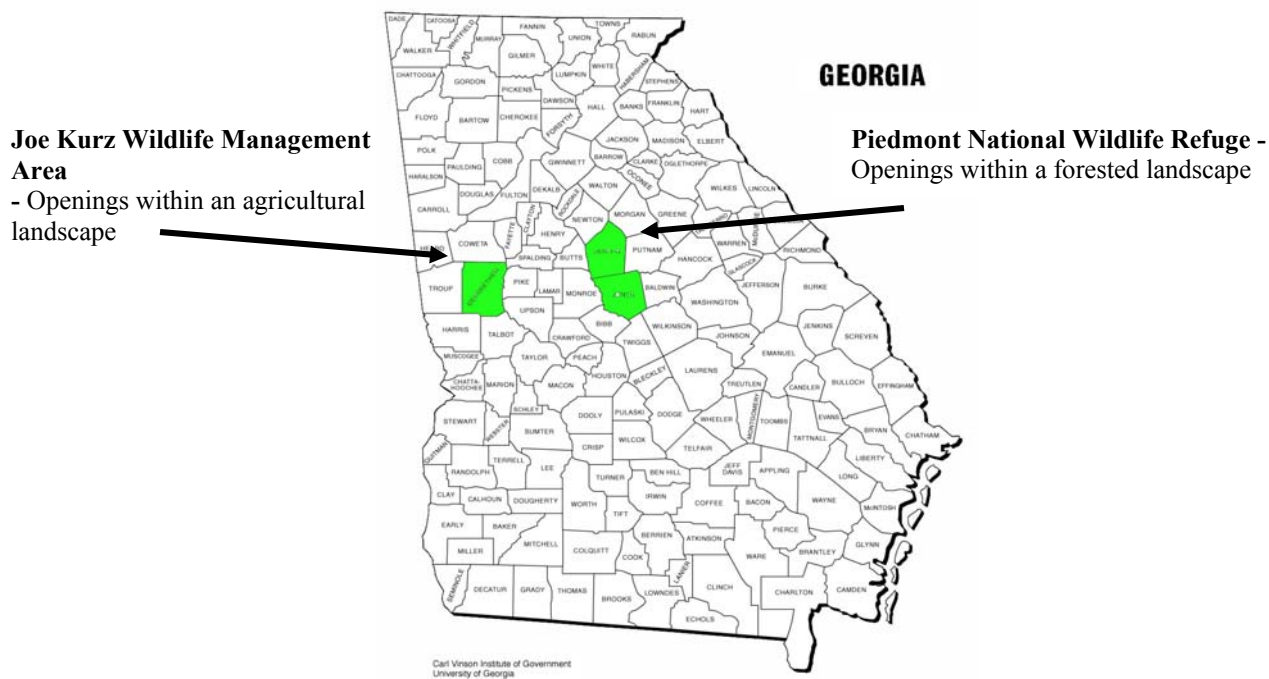 GEORGIA
Joe Kurz Wildlife Management
Area
- Openings within an agricultural
landscape
Piedmont National Wildlife Refuge -
Openings within a forested landscape
DADE
CATOOSA
WHITFIELD
MURRAY
FANNIN
UNION
TOWNS
RABUN
WALKER
GILMER
WHITE
HABERSHAM
LUMPKIN
STEPHENS
CHATTOOGA
GORDON
PICKENS
DAWSON
HALL
BANKS
FRANKLIN
HART
FLOYD
BARTOW
CHEROKEE
FORSYTH
JACKSON
MADISON
ELBERT
POLK
PAULDING
COBB
GWINNETT
BARROW
CLARKE
OGLETHORPE
HARALSON
DOUGLAS
FULTON
DEKALB
ROCKDALE
WALTON
OCONEE
WILKES
LINCOLN
CARROLL
CLAYTON
FAYETTE
HENRY
NEWTON
MORGAN
GREENE
McDUFFIE
COWETA
SPALDING
BUTTS
PUTNAM
HANCOCK
WARREN
GLASCOCK
RICHMOND
TROUP
PIKE
LAMAR
MONROE
BALDWIN
WASHINGTON
JEFFERSON
BURKE
HARRIS
TALBOT
UPSON
CRAWFORD
BIBB
TWIGGS
WILKINSON
JOHNSON
JENKINS
SCREVEN
MUSCOGEE
TAYLOR
PEACH
EMANUEL
CHATTA-
HOOCHEE
MARION
MACON
HOUSTON
BLECKLEY
LAURENS
TREUTLEN
CANDLER
BULLOCH
EFFINGHAM
STEWART
WEBSTER
SCHLEY
SUMTER
DOOLY
PULASKI
DODGE
WHEELER
MONTGOMERY
TOOMBS
EVANS
TATTNALL
BRYAN
CHATHAM
QUITMAN
CRISP
WILCOX
TELFAIR
LIBERTY
RANDOLPH
TERRELL
LEE
TURNER
BEN HILL
JEFF
DAVIS
APPLING
LONG
CLAY
CALHOUN
DOUGHERTY
WORTH
IRWIN
COFFEE
BACON
WAYNE
McINTOSH
EARLY
BAKER
TIFT
PIERCE
MILLER
MITCHELL
COLQUITT
COOK
BERRIEN
ATKINSON
WARE
BRANTLEY
GLYNN
SEMINOLE
DECATUR
GRADY
THOMAS
BROOKS
LOWNDES
LANIER
CLINCH
CHARLTON
CAMDEN
ECHOLS
Carl Vinson Institute of Government
University of Georgia